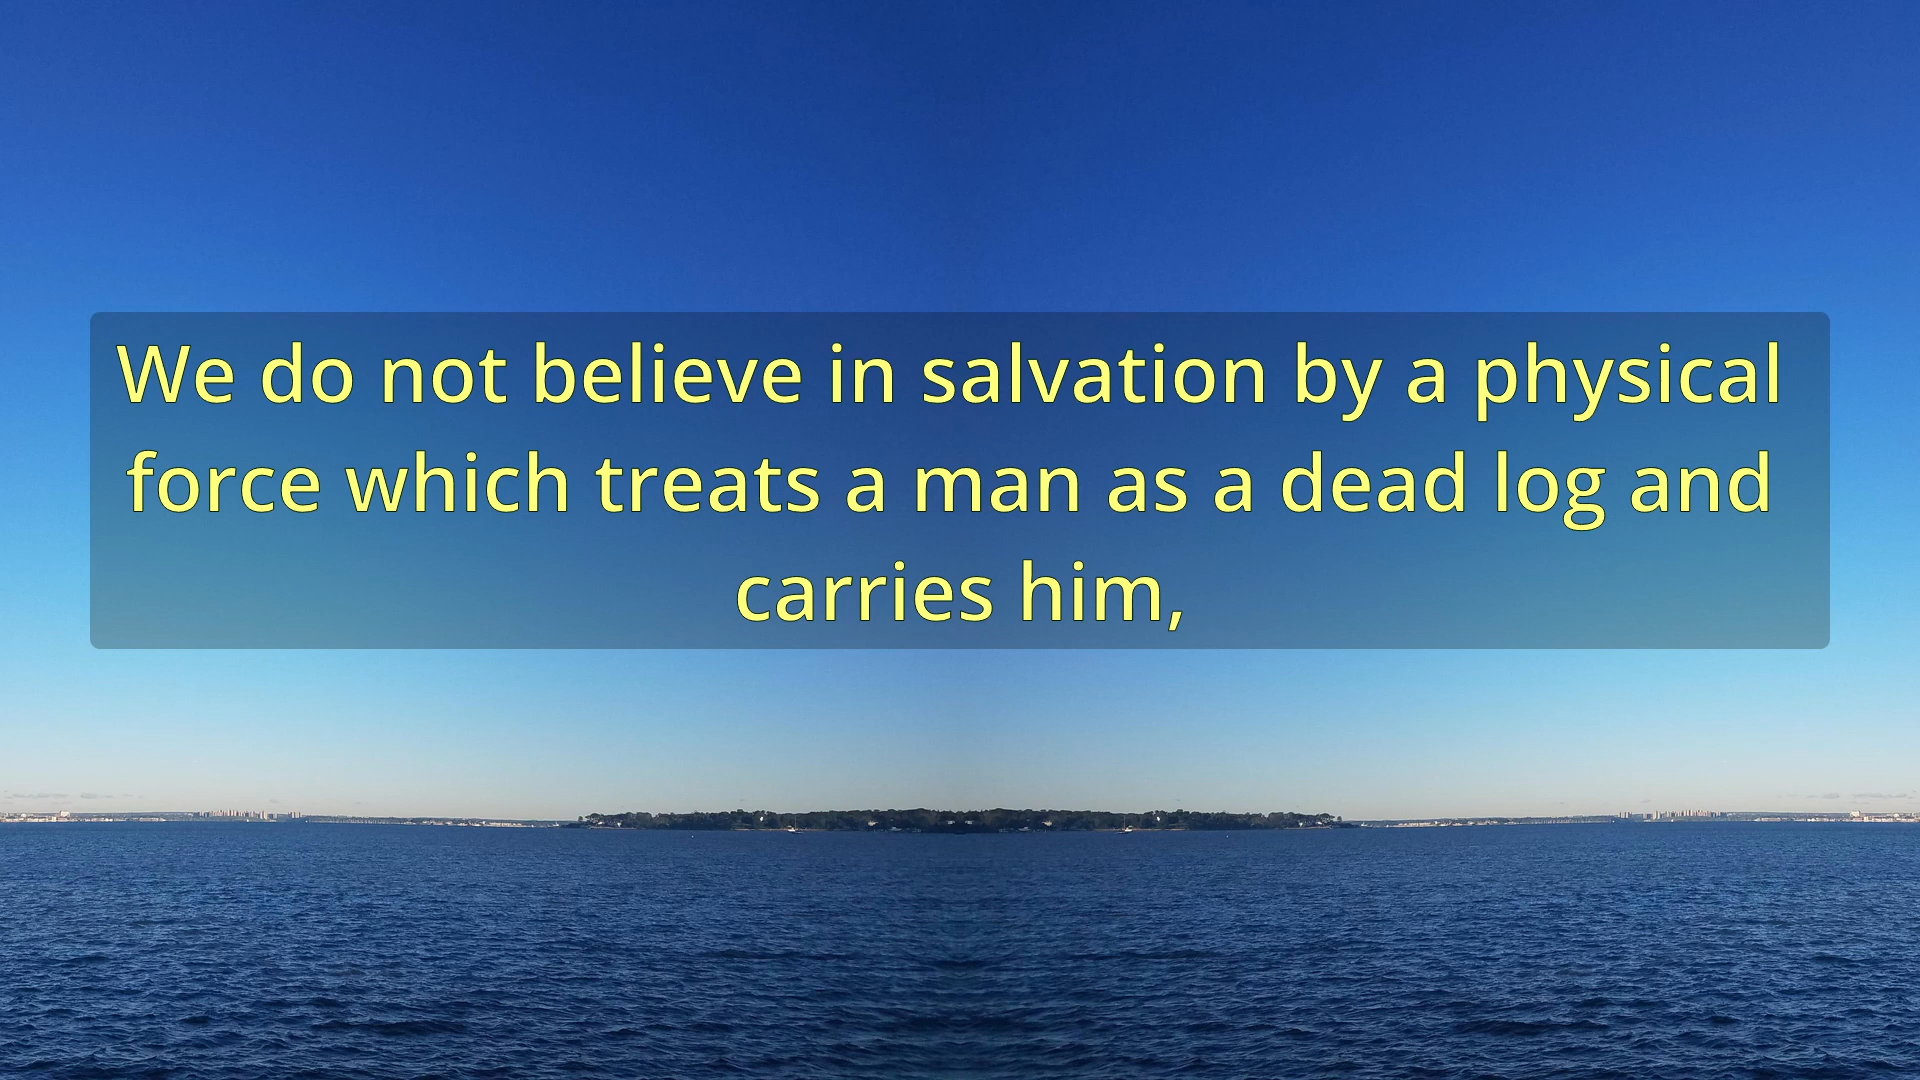 We do not believe in salvation by a physical
force which treats a man as a dead log and
carries him,